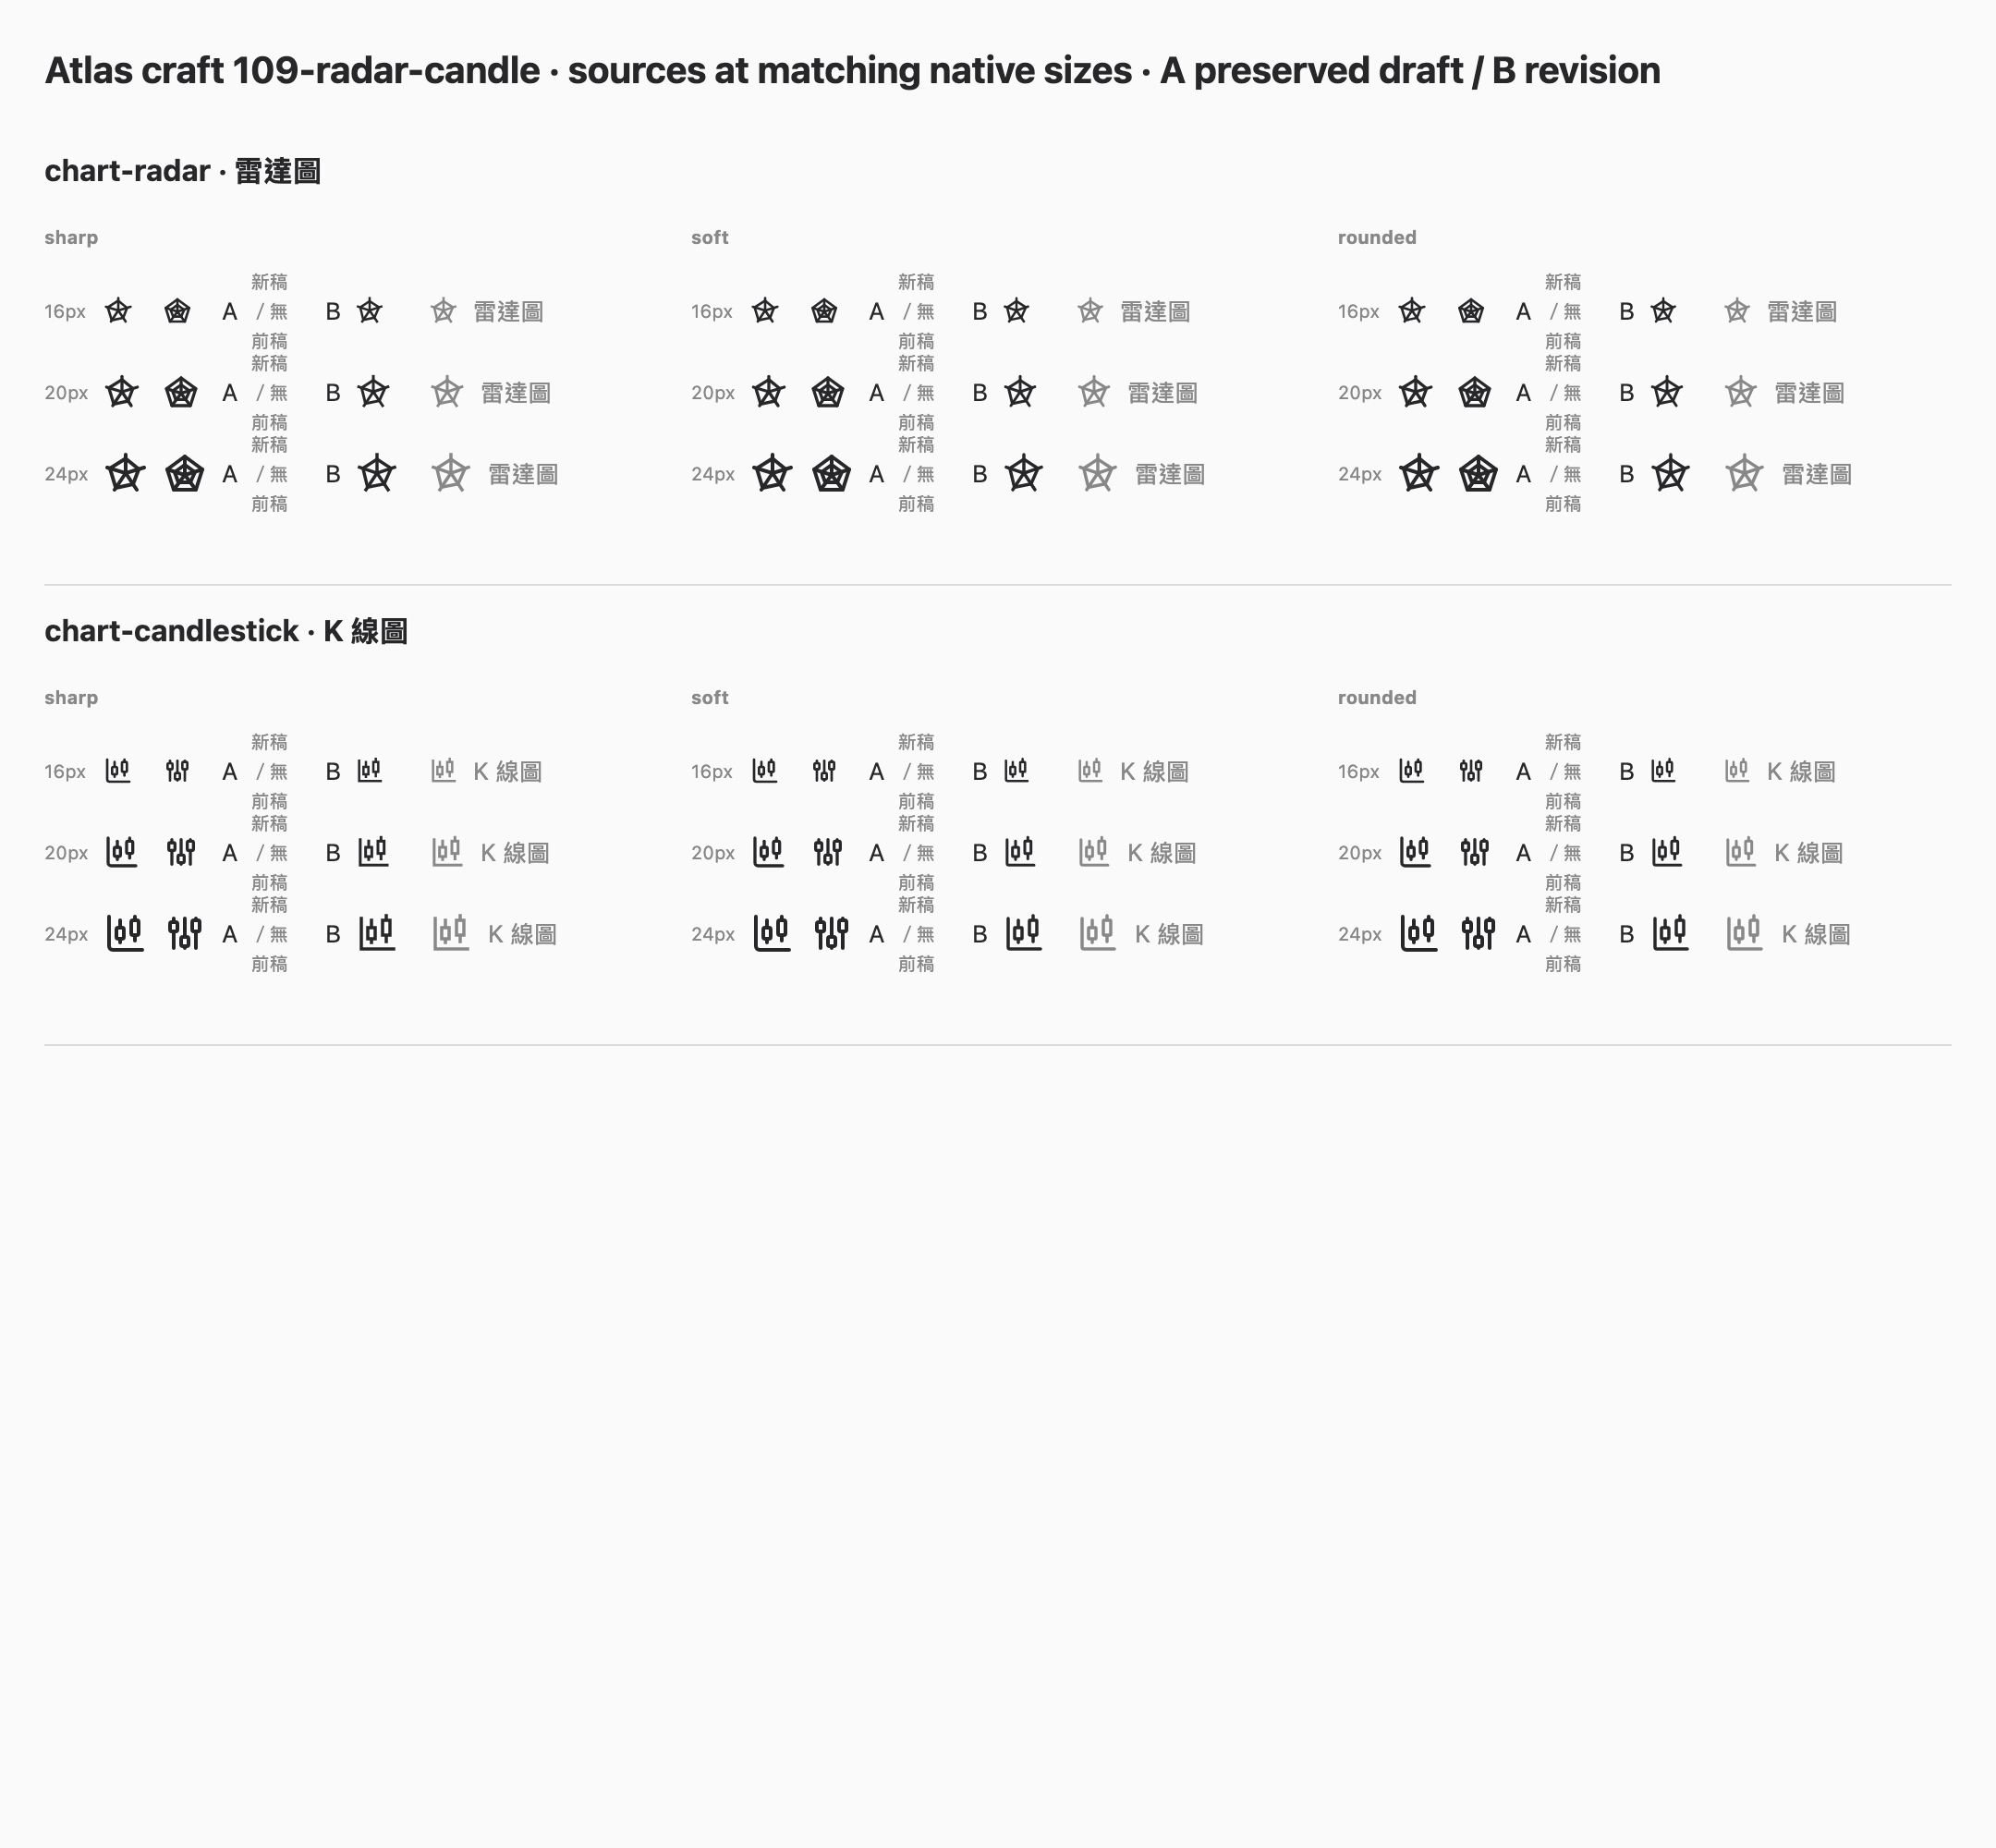 Atlas craft 109-radar-candle · sources at matching native sizes · A preserved draft / B revision
chart-radar · 雷達圖
sharp
soft
rounded
16px A 新稿 / 無前稿 B 雷達圖
16px A 新稿 / 無前稿 B 雷達圖
16px A 新稿 / 無前稿 B 雷達圖
20px A 新稿 / 無前稿 B 雷達圖
20px A 新稿 / 無前稿 B 雷達圖
20px A 新稿 / 無前稿 B 雷達圖
24px A 新稿 / 無前稿 B 雷達圖
24px A 新稿 / 無前稿 B 雷達圖
24px A 新稿 / 無前稿 B 雷達圖
chart-candlestick · K 線圖
sharp
soft
rounded
16px A 新稿 / 無前稿 B K 線圖
16px A 新稿 / 無前稿 B K 線圖
16px A 新稿 / 無前稿 B K 線圖
20px A 新稿 / 無前稿 B K 線圖
20px A 新稿 / 無前稿 B K 線圖
20px A 新稿 / 無前稿 B K 線圖
24px A 新稿 / 無前稿 B K 線圖
24px A 新稿 / 無前稿 B K 線圖
24px A 新稿 / 無前稿 B K 線圖